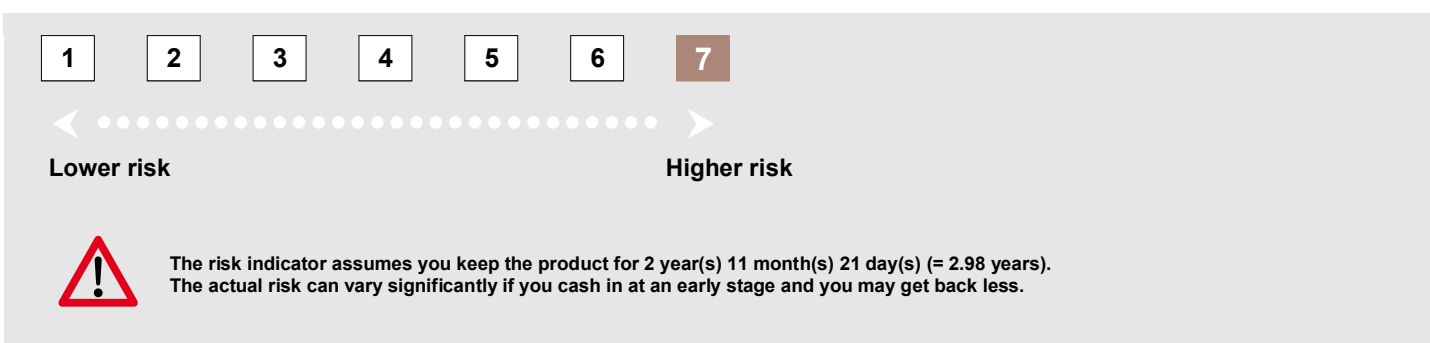 1 2 3 4 5 6 7
Lower risk Higher risk
The risk indicator assumes you keep the product for 2 year(s) 11 month(s) 21 day(s) (= 2.98 years).
The actual risk can vary significantly if you cash in at an early stage and you may get back less.